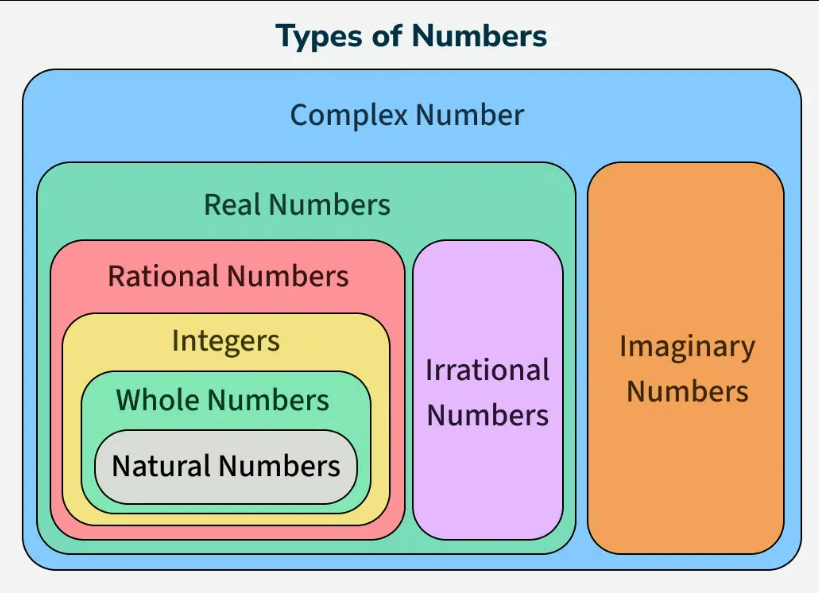 Types of Numbers
Complex Number
Real Numbers
Rational Numbers
Integers
Whole Numbers
Natural Numbers
Irrational
Numbers
Imaginary
Numbers